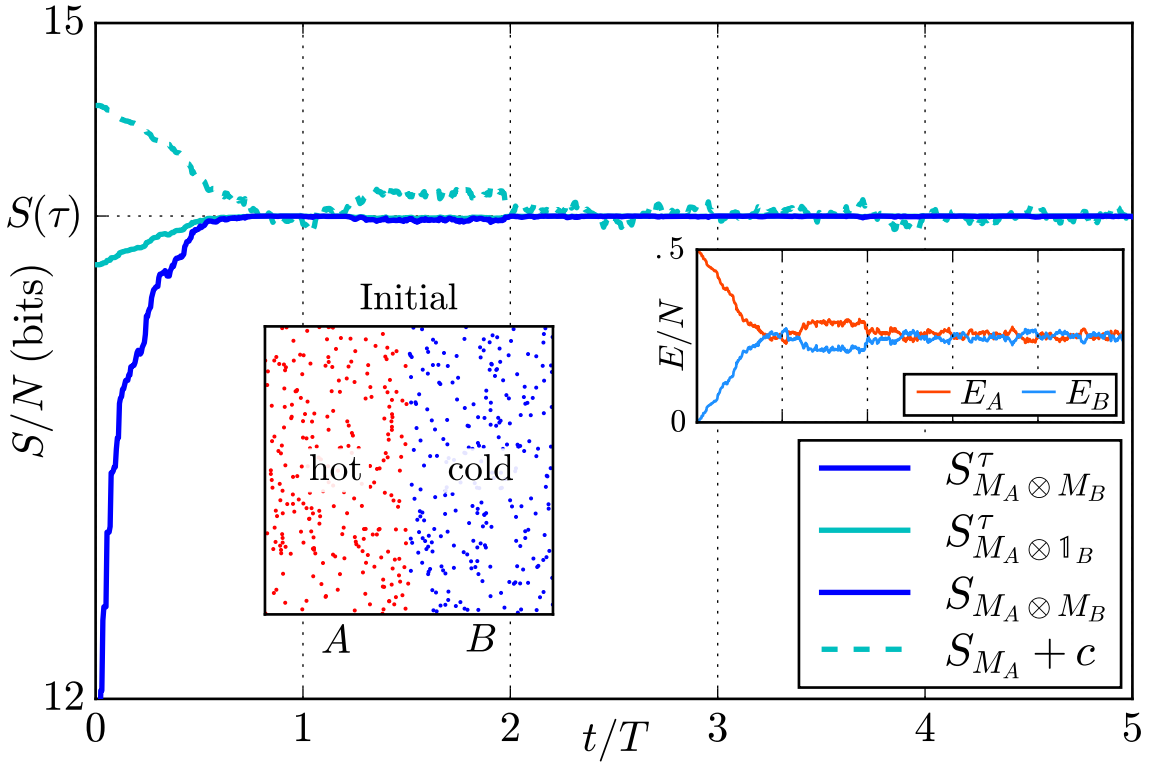 15
S(τ)
S/N (bits)
12
0 1 2 3 4 5
t/T
Initial
hot cold
A B
.5
E/N
0
E_A E_B
S^τ_{M_A ⊗ M_B}
S^τ_{M_A ⊗ 𝟙_B}
S_{M_A ⊗ M_B}
S_{M_A} + c